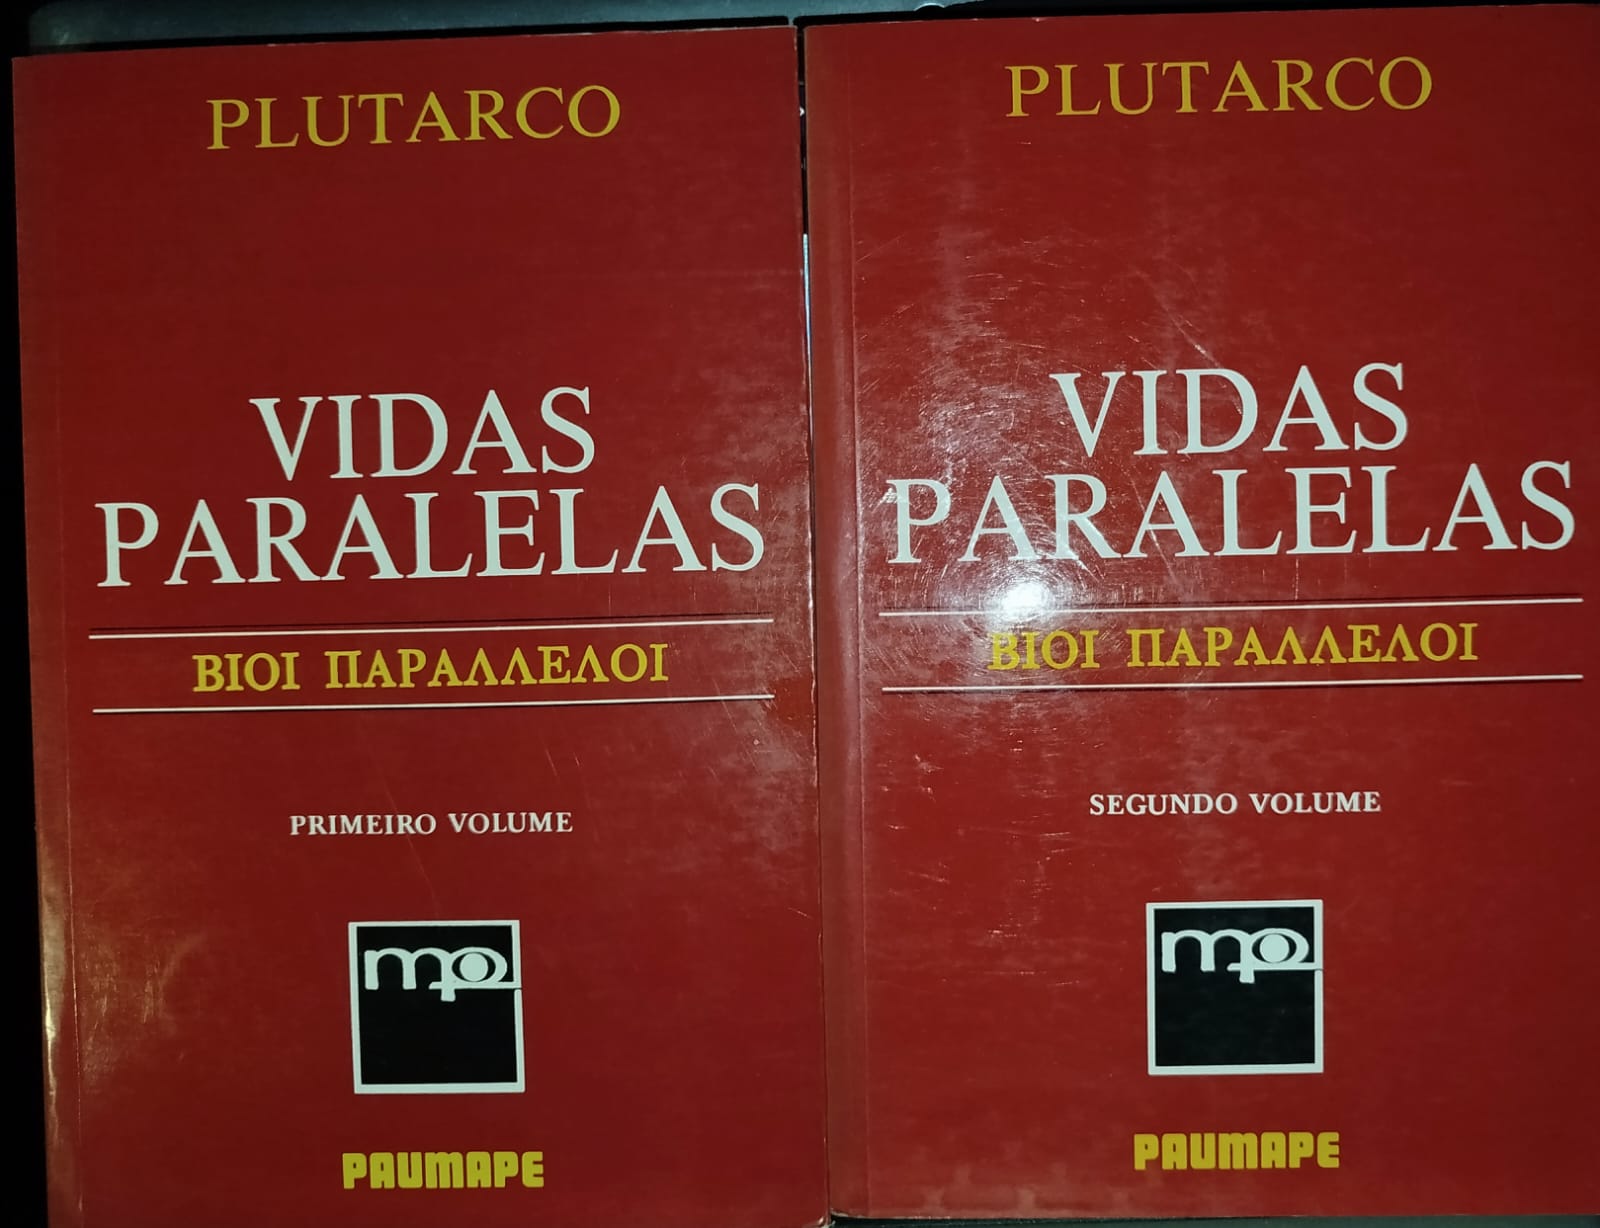 PLUTARCO
VIDAS
PARALELAS
ΒΙΟΙ ΠΑΡΑΛΛΕΛΟΙ
PRIMEIRO VOLUME
PAUMAPE
PLUTARCO
VIDAS
PARALELAS
ΒΙΟΙ ΠΑΡΑΛΛΕΛΟΙ
SEGUNDO VOLUME
PAUMAPE